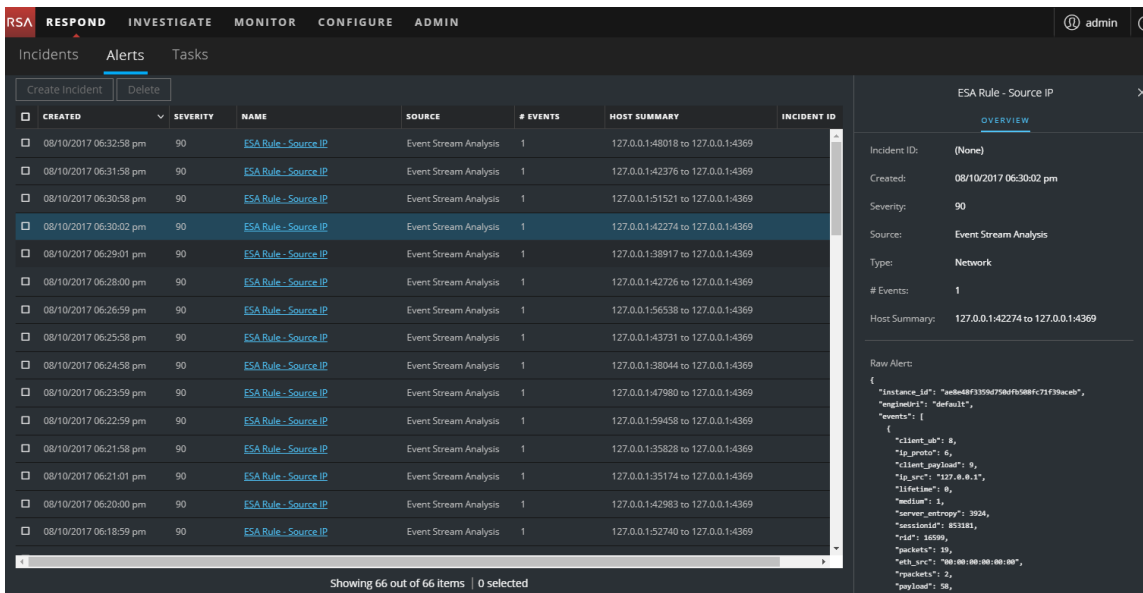 RSA RESPOND INVESTIGATE MONITOR CONFIGURE ADMIN admin
Incidents Alerts Tasks
Create Incident Delete
CREATED SEVERITY NAME SOURCE # EVENTS HOST SUMMARY INCIDENT ID
08/10/2017 06:32:58 pm 90 ESA Rule - Source IP Event Stream Analysis 1 127.0.0.1:48018 to 127.0.0.1:4369
08/10/2017 06:31:58 pm 90 ESA Rule - Source IP Event Stream Analysis 1 127.0.0.1:42376 to 127.0.0.1:4369
08/10/2017 06:30:58 pm 90 ESA Rule - Source IP Event Stream Analysis 1 127.0.0.1:51521 to 127.0.0.1:4369
08/10/2017 06:30:02 pm 90 ESA Rule - Source IP Event Stream Analysis 1 127.0.0.1:42274 to 127.0.0.1:4369
08/10/2017 06:29:01 pm 90 ESA Rule - Source IP Event Stream Analysis 1 127.0.0.1:38917 to 127.0.0.1:4369
08/10/2017 06:28:00 pm 90 ESA Rule - Source IP Event Stream Analysis 1 127.0.0.1:42726 to 127.0.0.1:4369
08/10/2017 06:26:59 pm 90 ESA Rule - Source IP Event Stream Analysis 1 127.0.0.1:56538 to 127.0.0.1:4369
08/10/2017 06:25:58 pm 90 ESA Rule - Source IP Event Stream Analysis 1 127.0.0.1:43731 to 127.0.0.1:4369
08/10/2017 06:24:58 pm 90 ESA Rule - Source IP Event Stream Analysis 1 127.0.0.1:38044 to 127.0.0.1:4369
08/10/2017 06:23:59 pm 90 ESA Rule - Source IP Event Stream Analysis 1 127.0.0.1:47980 to 127.0.0.1:4369
08/10/2017 06:22:59 pm 90 ESA Rule - Source IP Event Stream Analysis 1 127.0.0.1:59458 to 127.0.0.1:4369
08/10/2017 06:21:58 pm 90 ESA Rule - Source IP Event Stream Analysis 1 127.0.0.1:35828 to 127.0.0.1:4369
08/10/2017 06:21:01 pm 90 ESA Rule - Source IP Event Stream Analysis 1 127.0.0.1:35174 to 127.0.0.1:4369
08/10/2017 06:20:00 pm 90 ESA Rule - Source IP Event Stream Analysis 1 127.0.0.1:42983 to 127.0.0.1:4369
08/10/2017 06:18:59 pm 90 ESA Rule - Source IP Event Stream Analysis 1 127.0.0.1:52740 to 127.0.0.1:4369
Showing 66 out of 66 items | 0 selected
ESA Rule - Source IP
OVERVIEW
Incident ID: (None)
Created: 08/10/2017 06:30:02 pm
Severity: 90
Source: Event Stream Analysis
Type: Network
# Events: 1
Host Summary: 127.0.0.1:42274 to 127.0.0.1:4369
Raw Alert:
{
"instance_id": "ae8e48f3359d750dfb508fc71f39aceb",
"engineUri": "default",
"events": [
{
"client_ub": 8,
"ip_proto": 6,
"client_payload": 9,
"ip_src": "127.0.0.1",
"lifetime": 0,
"medium": 1,
"server_entropy": 3924,
"sessionid": 853181,
"rid": 16599,
"packets": 19,
"eth_src": "00:00:00:00:00:00",
"rpackets": 2,
"payload": 58,